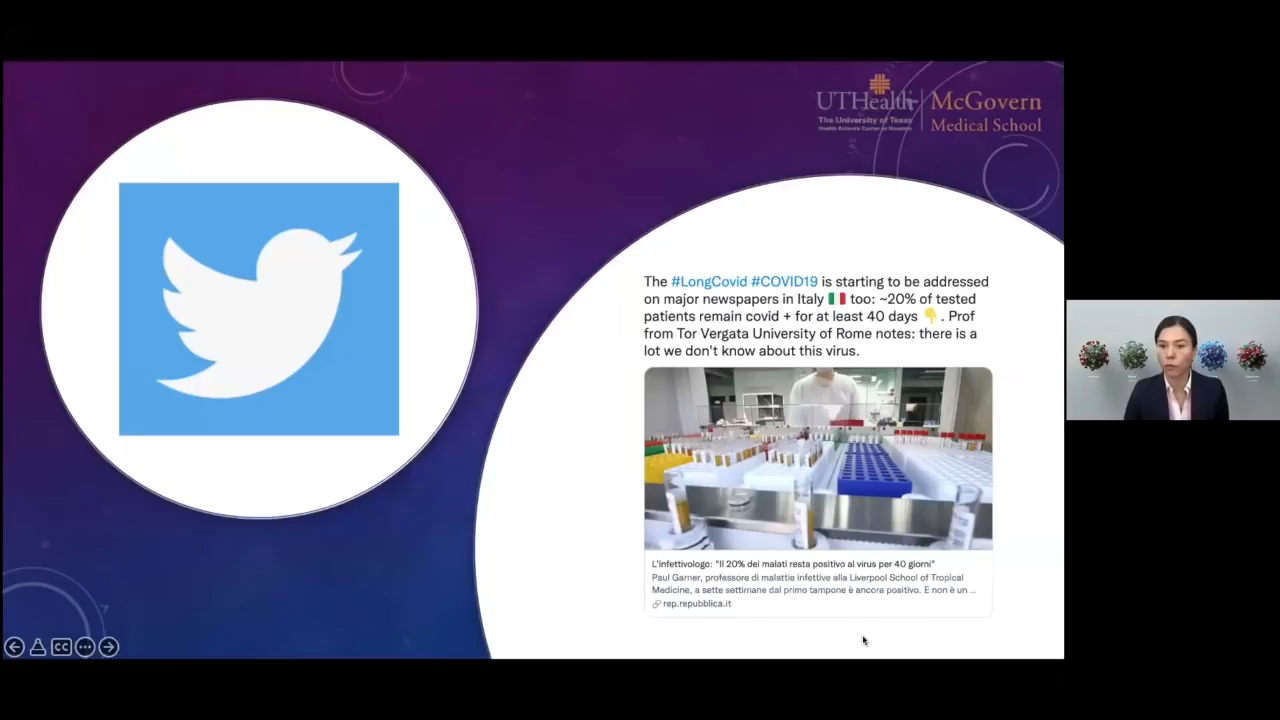 UTHealth
The University of Texas
Health Science Center at Houston
McGovern
Medical School
The #LongCovid #COVID19 is starting to be addressed
on major newspapers in Italy 🇮🇹 too: ~20% of tested
patients remain covid + for at least 40 days 👇. Prof
from Tor Vergata University of Rome notes: there is a
lot we don't know about this virus.
L'infettivologo: "Il 20% dei malati resta positivo al virus per 40 giorni"
Paul Garner, professore di malattie infettive alla Liverpool School of Tropical
Medicine, a sette settimane dal primo tampone è ancora positivo. E non è un ...
rep.repubblica.it
CC